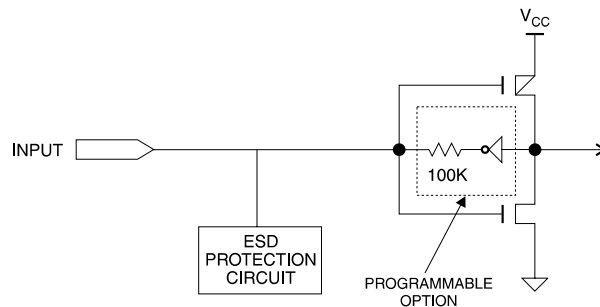 VCC
INPUT
100K
ESD
PROTECTION
CIRCUIT
PROGRAMMABLE
OPTION